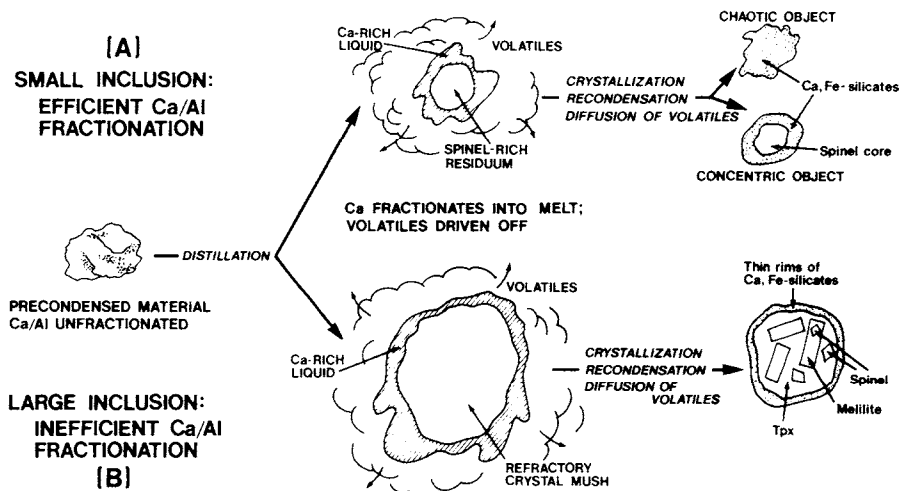 [A]
SMALL INCLUSION:
EFFICIENT Ca/Al
FRACTIONATION
Ca-RICH
LIQUID
VOLATILES
SPINEL-RICH
RESIDUUM
CRYSTALLIZATION
RECONDENSATION
DIFFUSION OF VOLATILES
CHAOTIC OBJECT
Ca, Fe-silicates
Spinel core
CONCENTRIC OBJECT
Ca FRACTIONATES INTO MELT;
VOLATILES DRIVEN OFF
DISTILLATION
PRECONDENSED MATERIAL
Ca/Al UNFRACTIONATED
VOLATILES
Ca-RICH
LIQUID
REFRACTORY
CRYSTAL MUSH
CRYSTALLIZATION
RECONDENSATION
DIFFUSION OF
VOLATILES
Thin rims of
Ca, Fe-silicates
Spinel
Melilite
Tpx
LARGE INCLUSION:
INEFFICIENT Ca/Al
FRACTIONATION
[B]